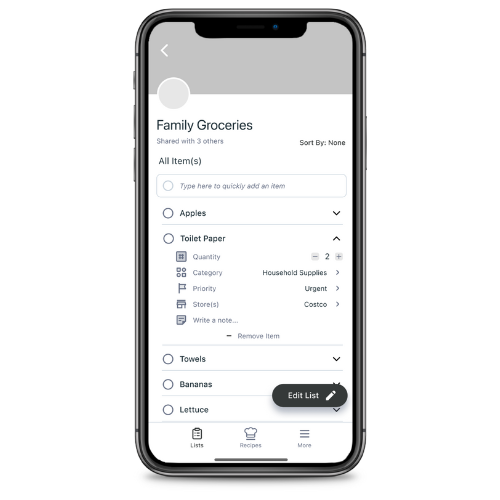 Family Groceries
Shared with 3 others
Sort By: None
All Item(s)
Type here to quickly add an item
Apples
Toilet Paper
Quantity − 2 +
Category Household Supplies
Priority Urgent
Store(s) Costco
Write a note...
− Remove Item
Towels
Bananas
Edit List
Lettuce
Lists Recipes More